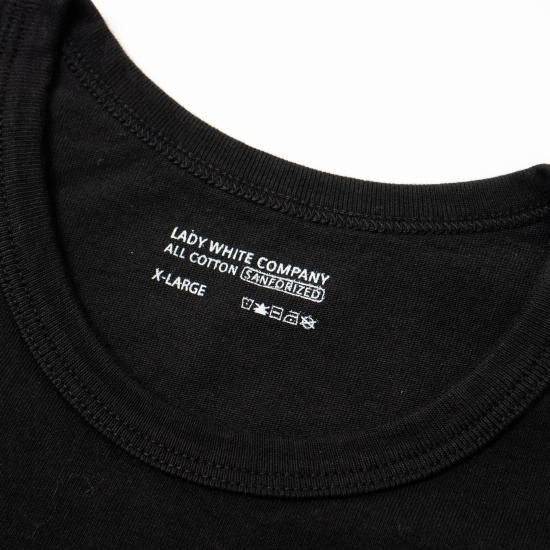 LADY WHITE COMPANY
ALL COTTON SANFORIZED
X-LARGE